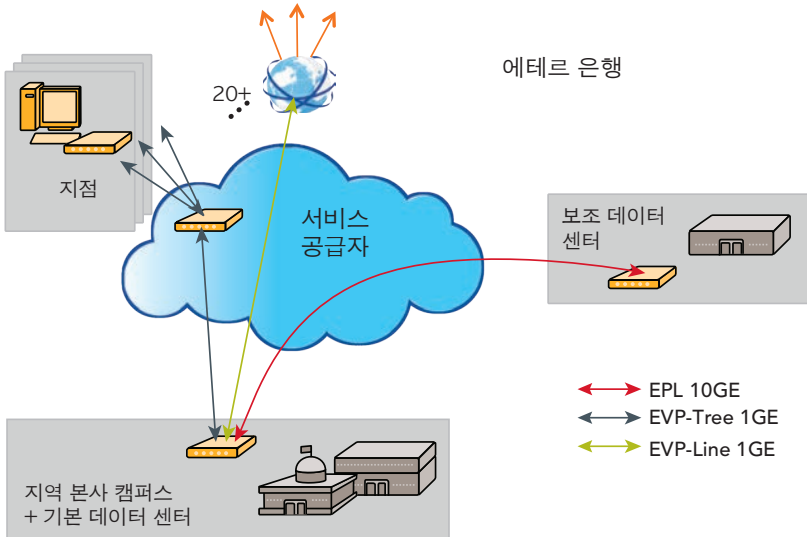 에테르 은행
20+
지점
서비스
공급자
보조 데이터
센터
EPL 10GE
EVP-Tree 1GE
EVP-Line 1GE
지역 본사 캠퍼스
+ 기본 데이터 센터